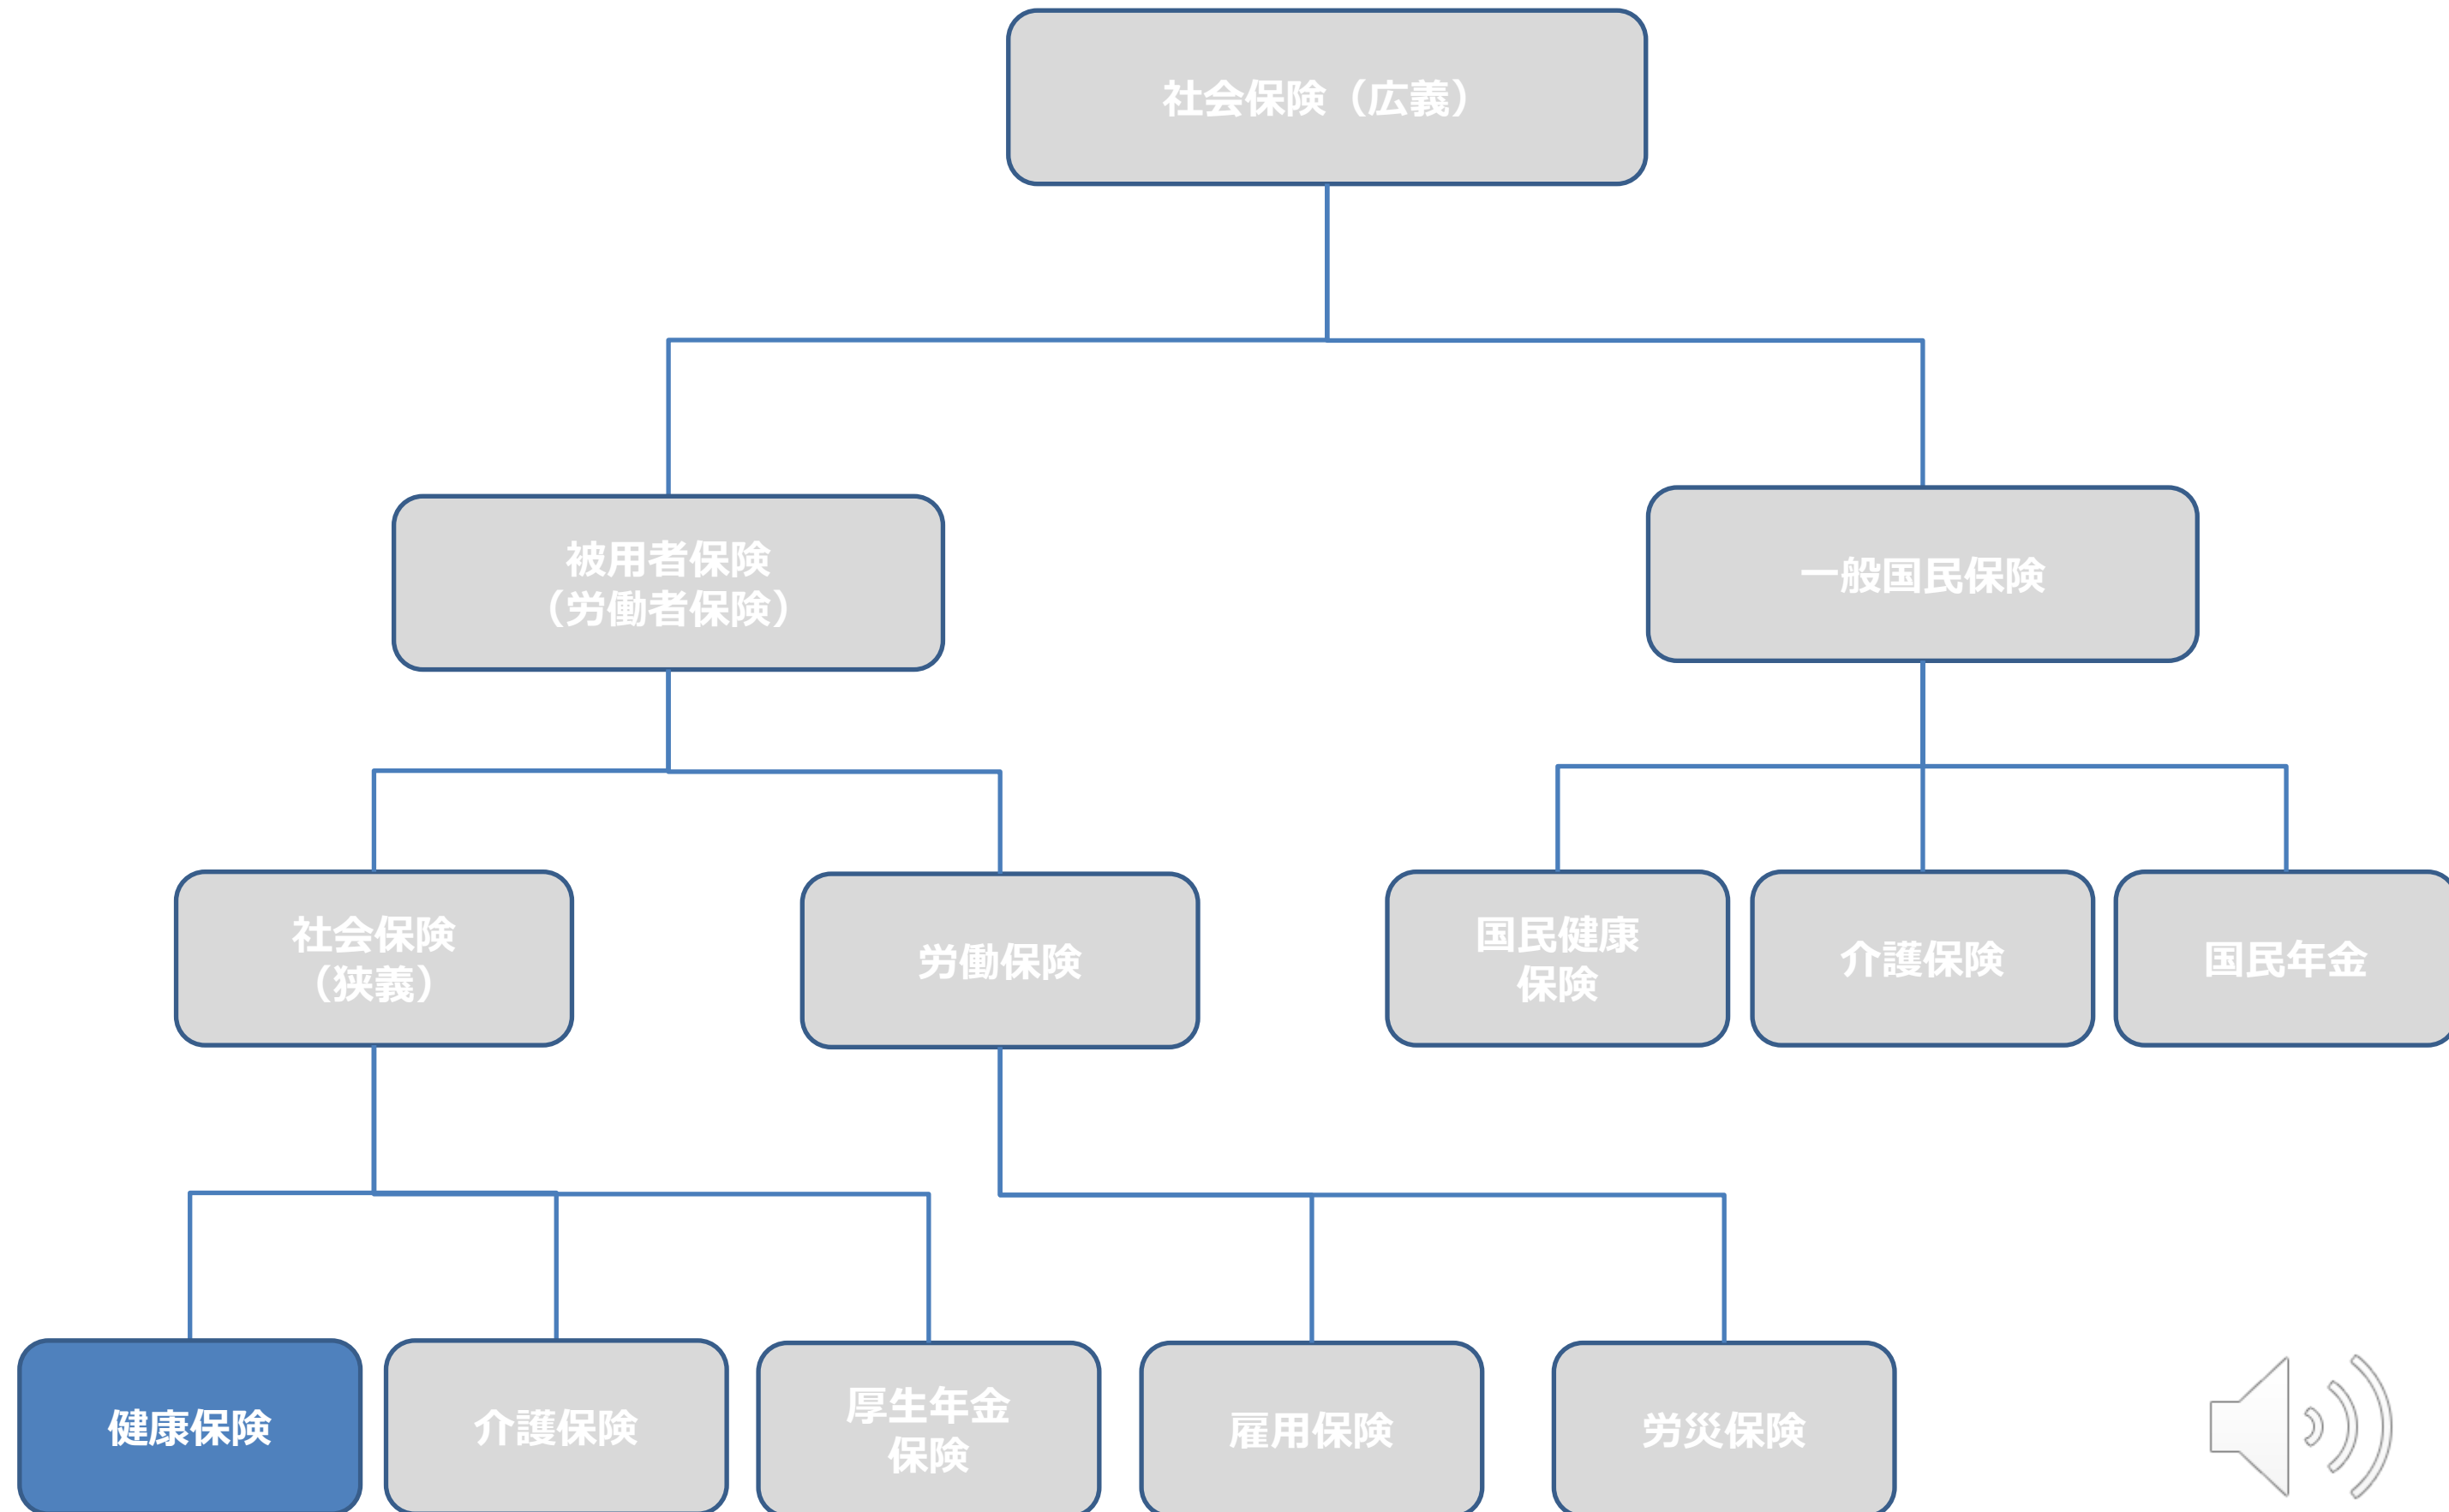 社会保険（広義）
被用者保険
（労働者保険）
一般国民保険
社会保険
（狭義）
労働保険
国民健康
保険
介護保険
国民年金
健康保険
介護保険
厚生年金
保険
雇用保険
労災保険